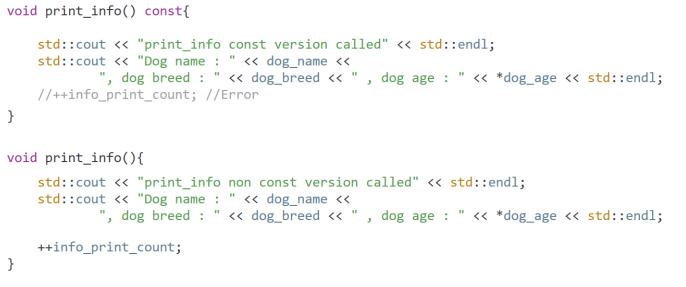 void print_info() const{
std::cout << "print_info const version called" << std::endl;
std::cout << "Dog name : " << dog_name <<
", dog breed : " << dog_breed << " , dog age : " << *dog_age << std::endl;
//++info_print_count; //Error
}
void print_info(){
std::cout << "print_info non const version called" << std::endl;
std::cout << "Dog name : " << dog_name <<
", dog breed : " << dog_breed << " , dog age : " << *dog_age << std::endl;
++info_print_count;
}